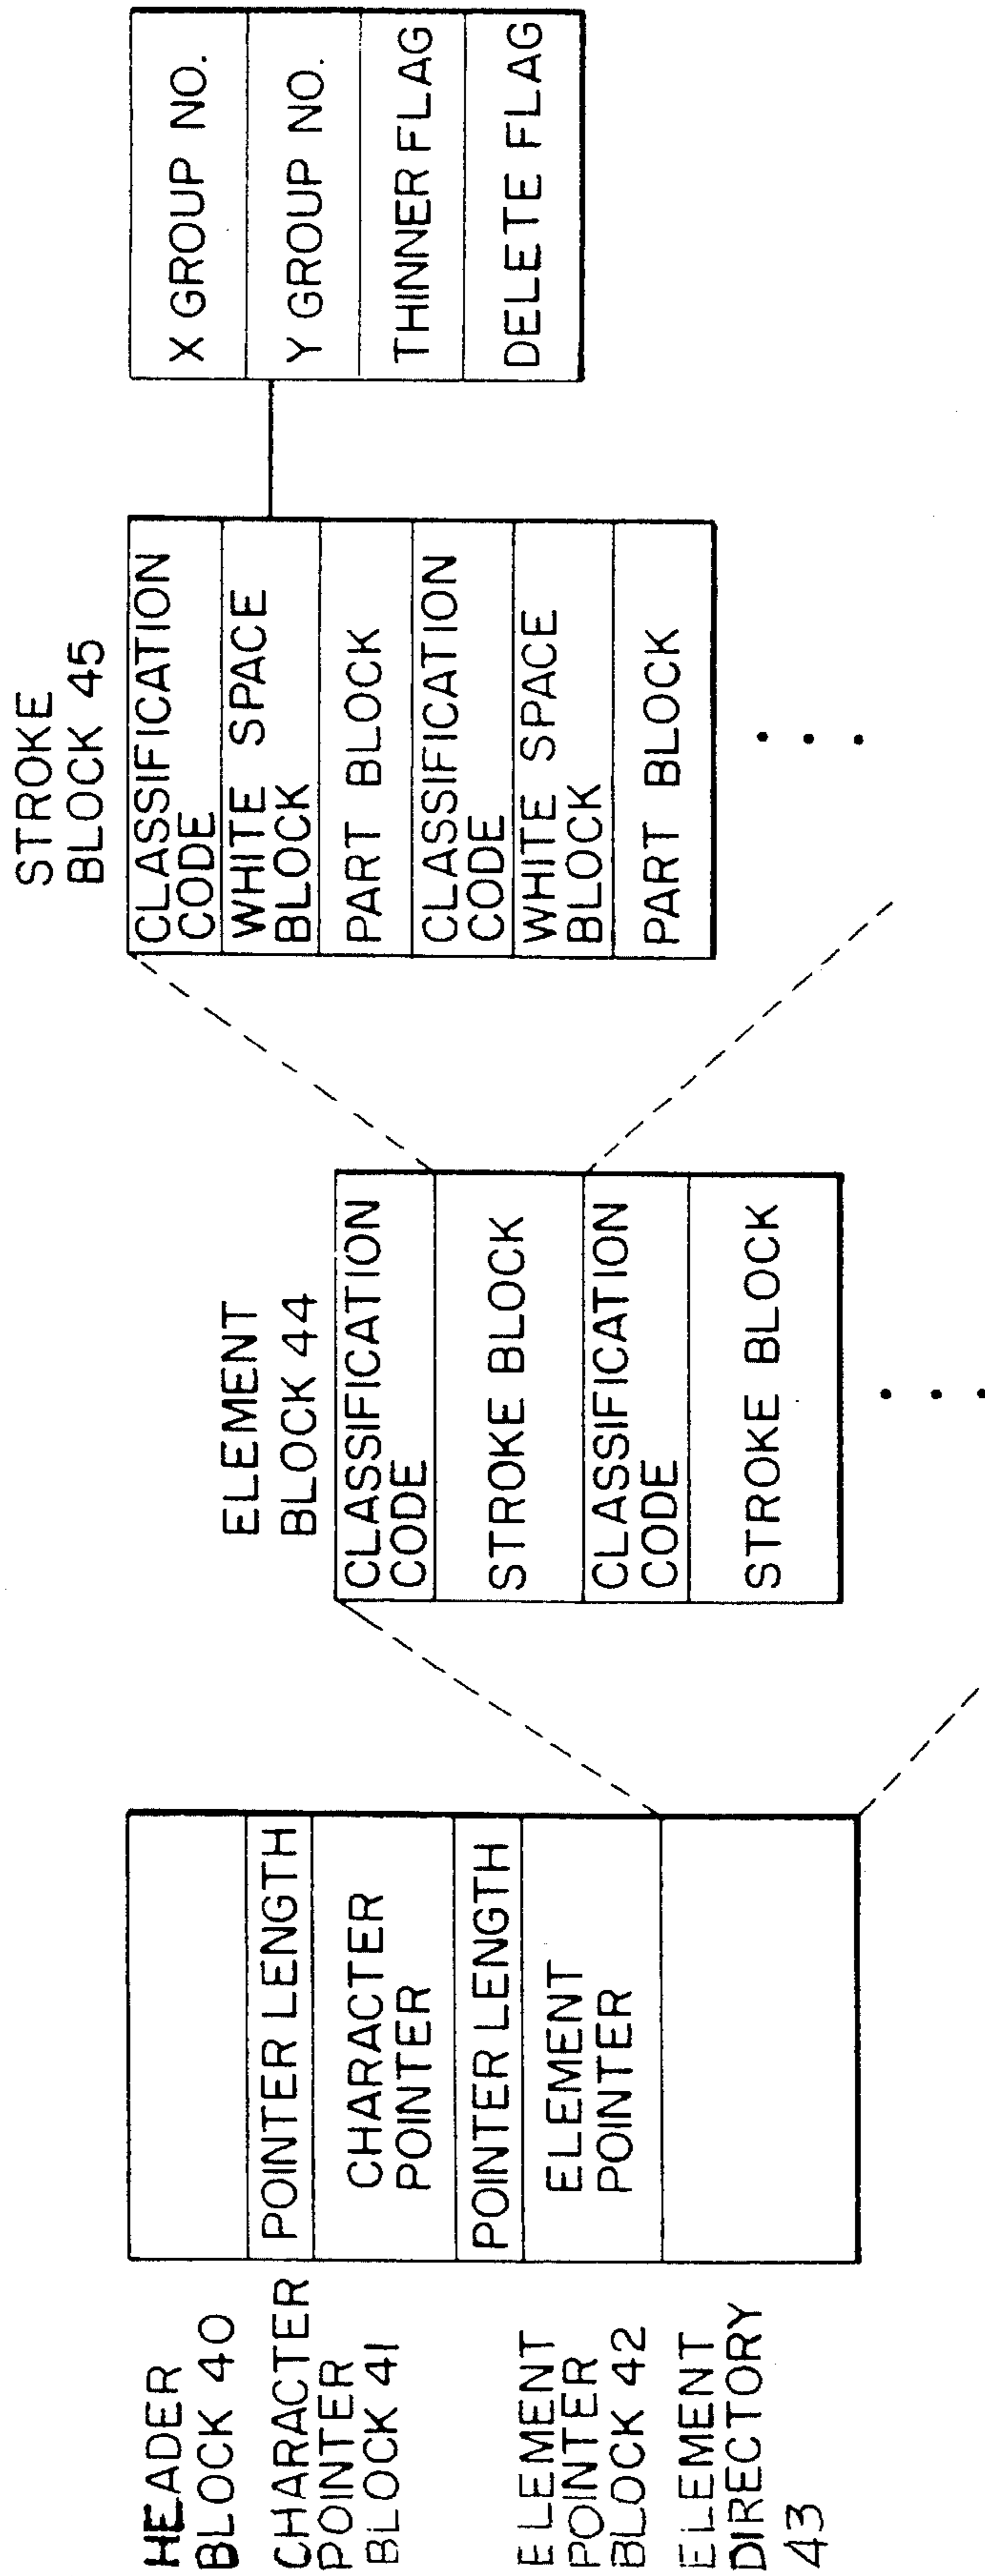 HEADER
BLOCK 40
CHARACTER
POINTER
BLOCK 41
ELEMENT
POINTER
BLOCK 42
ELEMENT
DIRECTORY
43
POINTER LENGTH
CHARACTER
POINTER
POINTER LENGTH
ELEMENT
POINTER
ELEMENT
BLOCK 44
CLASSIFICATION
CODE
STROKE BLOCK
CLASSIFICATION
CODE
STROKE BLOCK
STROKE
BLOCK 45
CLASSIFICATION
CODE
WHITE SPACE
BLOCK
PART BLOCK
CLASSIFICATION
CODE
WHITE SPACE
BLOCK
PART BLOCK
X GROUP NO.
Y GROUP NO.
THINNER FLAG
DELETE FLAG